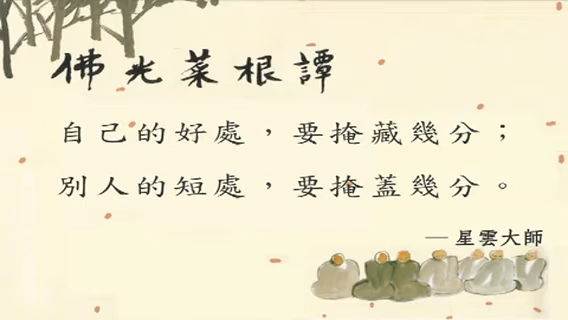 佛光菜根譚
自己的好處，要掩藏幾分；
別人的短處，要掩蓋幾分。
—星雲大師